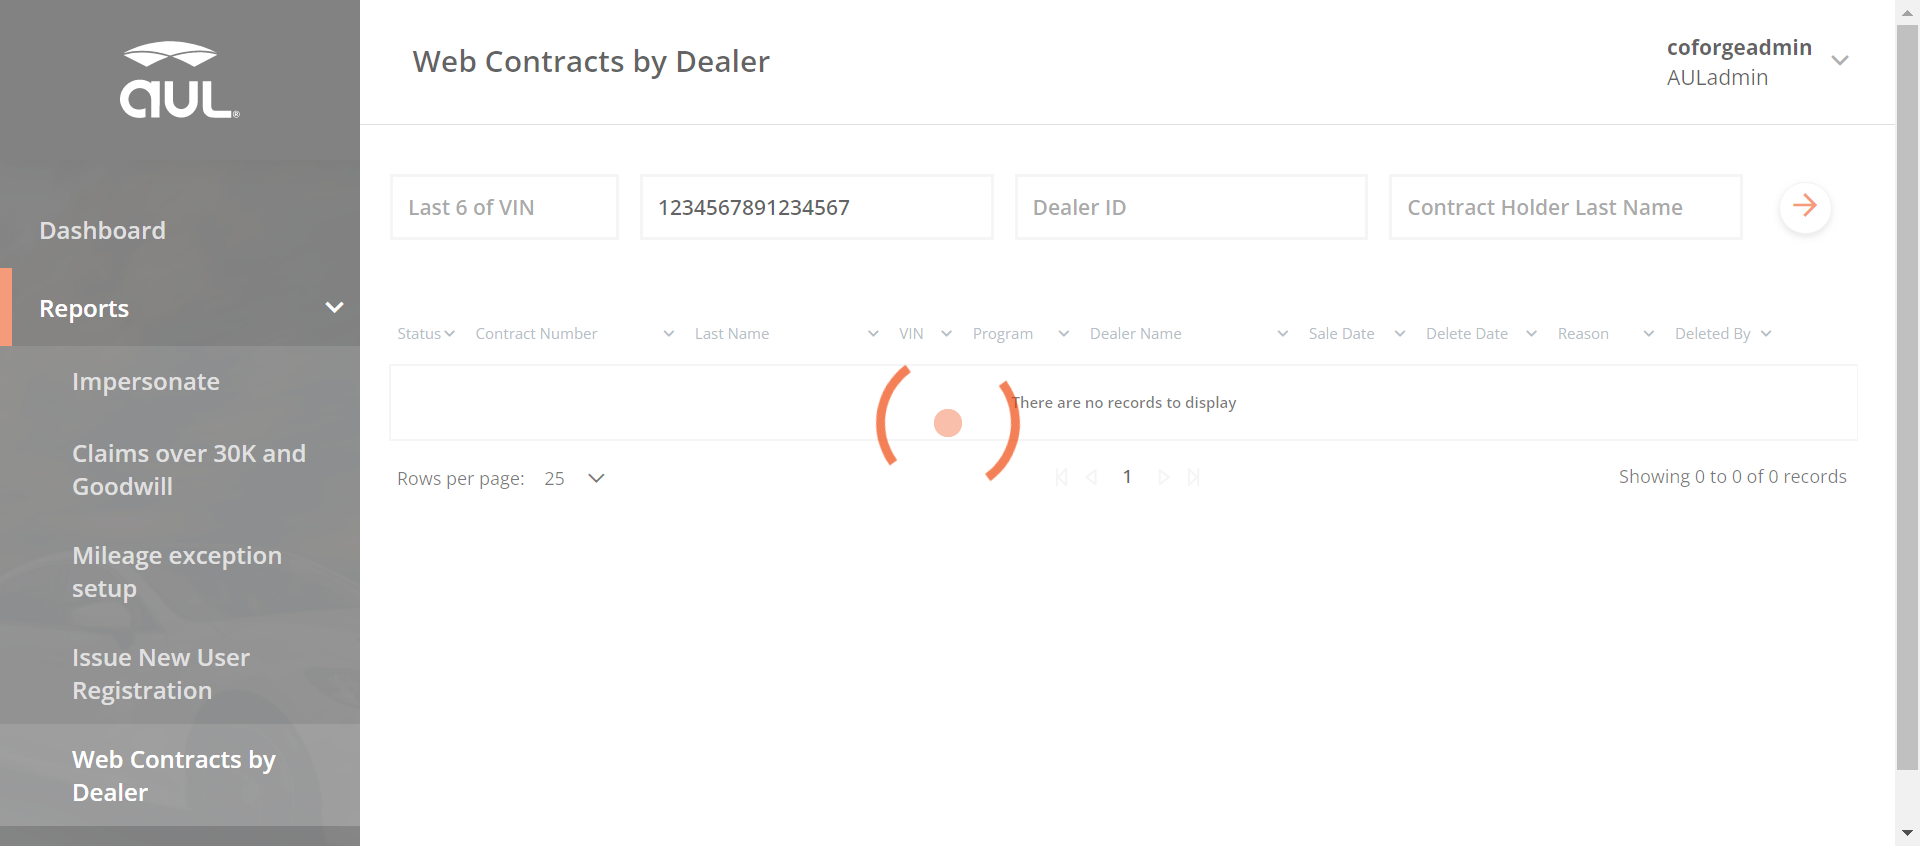 aUL®
Web Contracts by Dealer
coforgeadmin
AULadmin
Dashboard
Reports
Impersonate
Claims over 30K and
Goodwill
Mileage exception
setup
Issue New User
Registration
Web Contracts by
Dealer
Last 6 of VIN
1234567891234567
Dealer ID
Contract Holder Last Name
Status Contract Number Last Name VIN Program Dealer Name Sale Date Delete Date Reason Deleted By
There are no records to display
Rows per page: 25
1
Showing 0 to 0 of 0 records